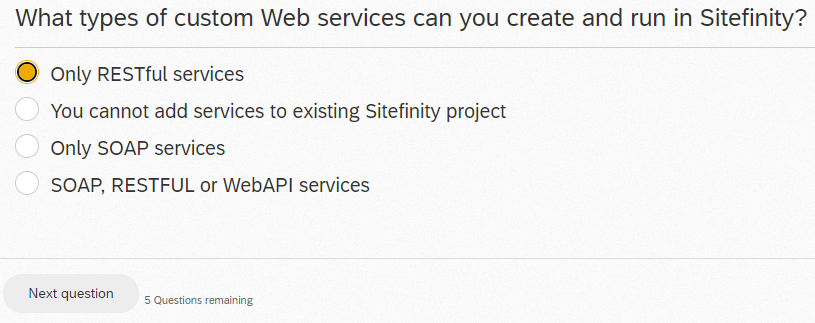 What types of custom Web services can you create and run in Sitefinity?
Only RESTful services
You cannot add services to existing Sitefinity project
Only SOAP services
SOAP, RESTFUL or WebAPI services
Next question
5 Questions remaining